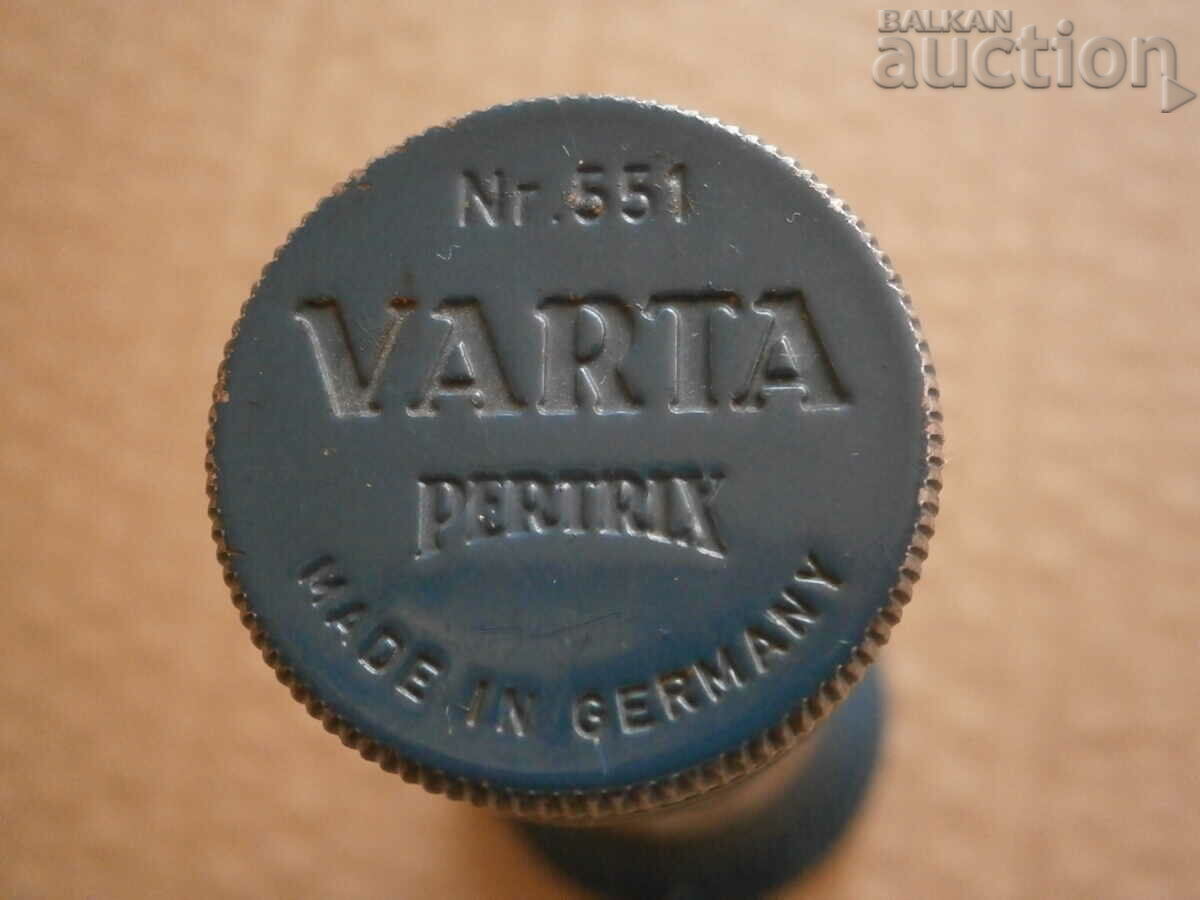 BALKAN
auction
Nr. 551
VARTA
PERTRIX
MADE IN GERMANY